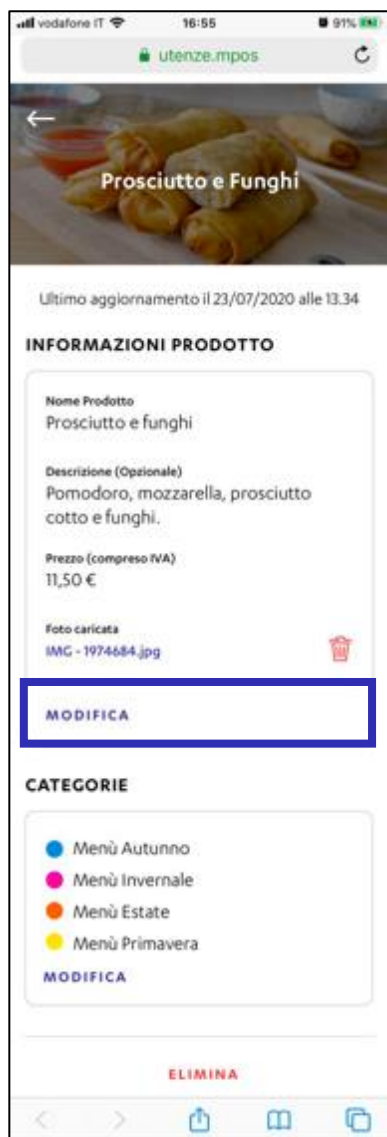 vodafone IT 16:55 91%
utenze.mpos
Prosciutto e Funghi
Ultimo aggiornamento il 23/07/2020 alle 13.34
INFORMAZIONI PRODOTTO
Nome Prodotto
Prosciutto e funghi
Descrizione (Opzionale)
Pomodoro, mozzarella, prosciutto
cotto e funghi.
Prezzo (compreso IVA)
11,50 €
Foto caricata
IMG - 1974684.jpg
MODIFICA
CATEGORIE
Menù Autunno
Menù Invernale
Menù Estate
Menù Primavera
MODIFICA
ELIMINA